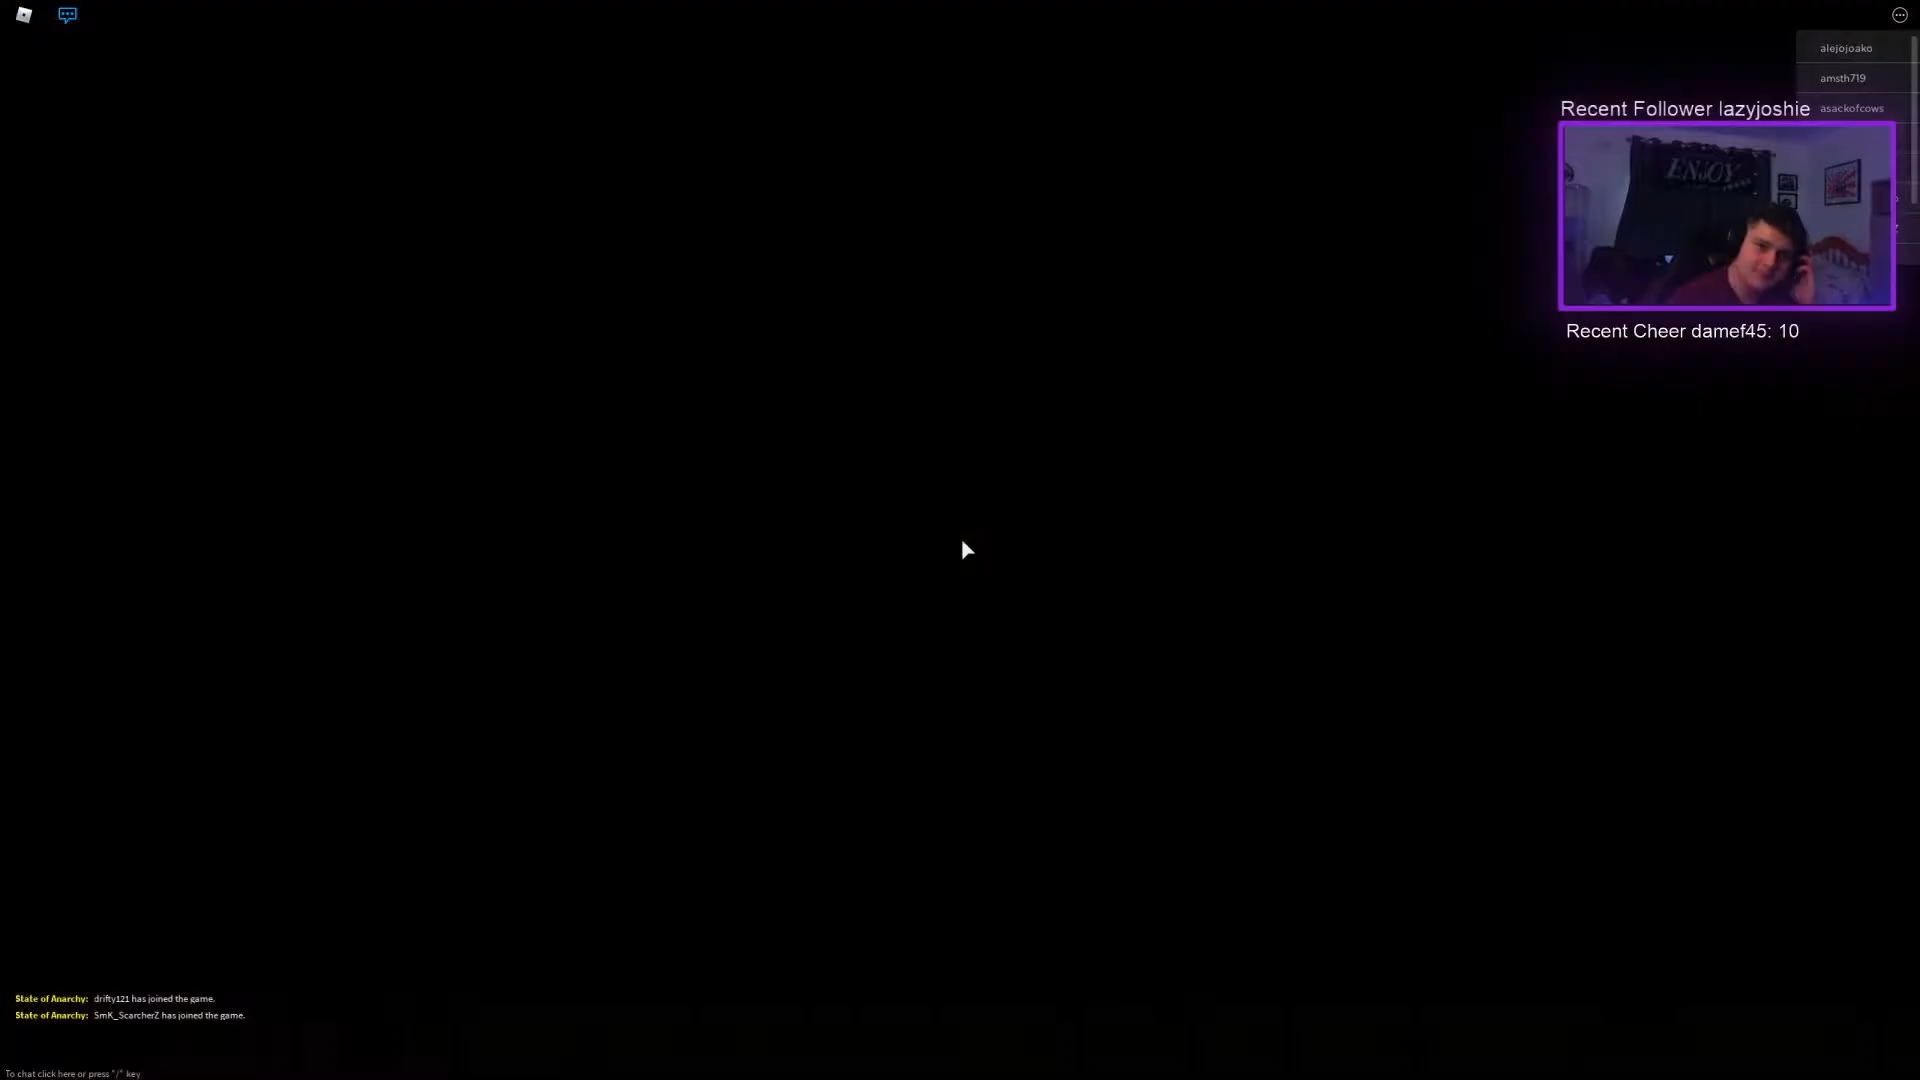 alejojoako
amsth719
Recent Follower lazyjoshie
asackofcows
ENJOY
Recent Cheer damef45: 10
State of Anarchy: drifty121 has joined the game.
State of Anarchy: SmK_ScarcherZ has joined the game.
To chat click here or press "/" key